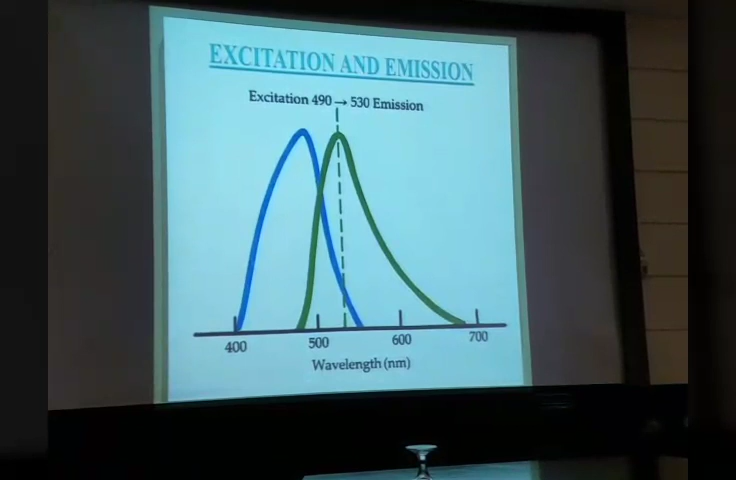 EXCITATION AND EMISSION
Excitation 490 → 530 Emission
400 500 600 700
Wavelength (nm)